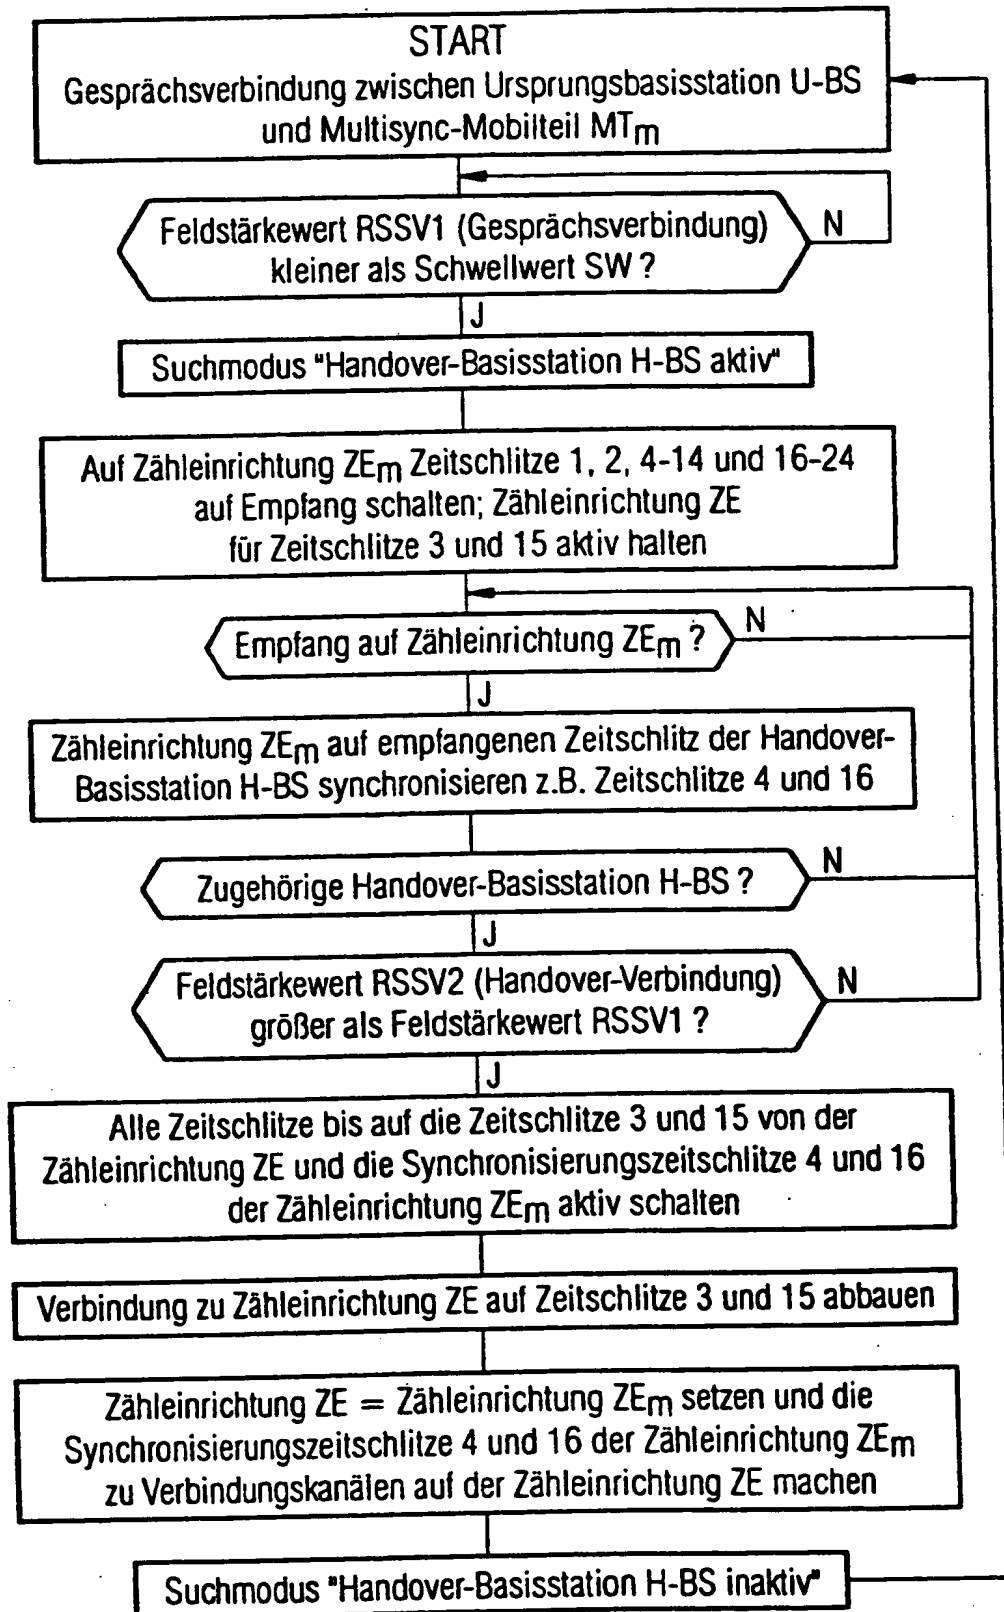 START
Gesprächsverbindung zwischen Ursprungsbasisstation U-BS
und Multisync-Mobilteil MTm
Feldstärkewert RSSV1 (Gesprächsverbindung)
kleiner als Schwellwert SW ?
N
J
Suchmodus "Handover-Basisstation H-BS aktiv"
Auf Zähleinrichtung ZEm Zeitschlitze 1, 2, 4-14 und 16-24
auf Empfang schalten; Zähleinrichtung ZE
für Zeitschlitze 3 und 15 aktiv halten
Empfang auf Zähleinrichtung ZEm ?
N
J
Zähleinrichtung ZEm auf empfangenen Zeitschlitz der Handover-
Basisstation H-BS synchronisieren z.B. Zeitschlitze 4 und 16
Zugehörige Handover-Basisstation H-BS ?
N
J
Feldstärkewert RSSV2 (Handover-Verbindung)
größer als Feldstärkewert RSSV1 ?
N
J
Alle Zeitschlitze bis auf die Zeitschlitze 3 und 15 von der
Zähleinrichtung ZE und die Synchronisierungszeitschlitze 4 und 16
der Zähleinrichtung ZEm aktiv schalten
Verbindung zu Zähleinrichtung ZE auf Zeitschlitze 3 und 15 abbauen
Zähleinrichtung ZE = Zähleinrichtung ZEm setzen und die
Synchronisierungszeitschlitze 4 und 16 der Zähleinrichtung ZEm
zu Verbindungskanälen auf der Zähleinrichtung ZE machen
Suchmodus "Handover-Basisstation H-BS inaktiv"